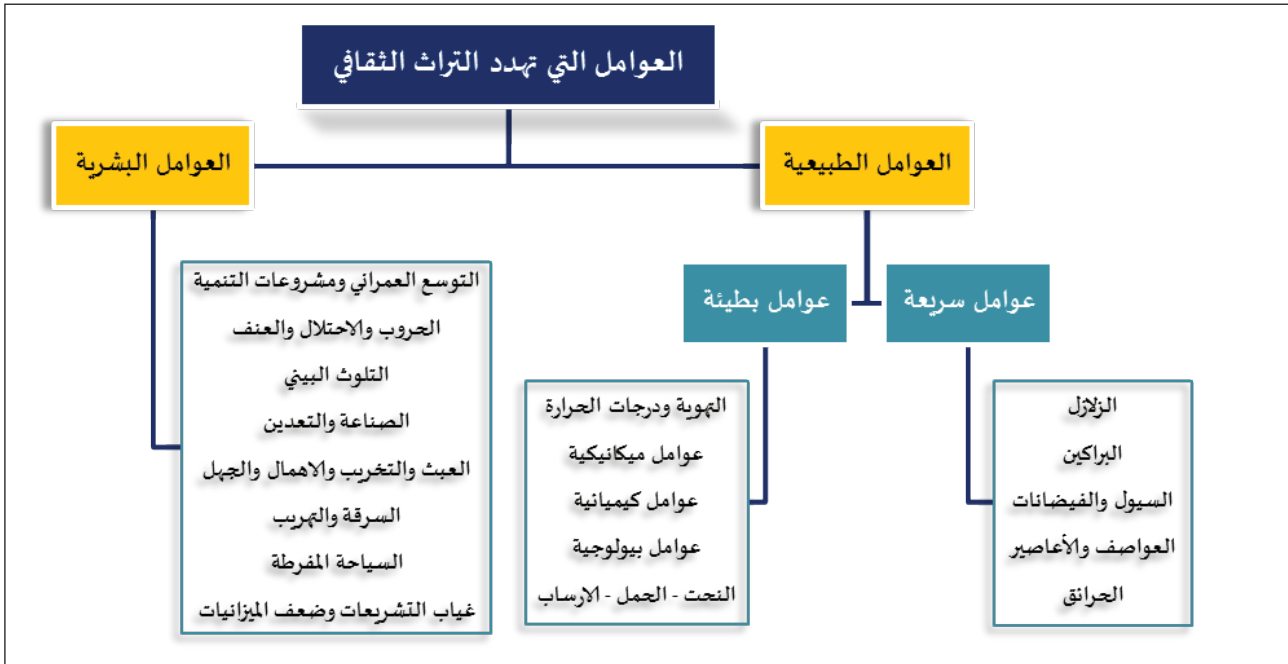 العوامل التي تهدد التراث الثقافي
العوامل الطبيعية
العوامل البشرية
عوامل سريعة
عوامل بطيئة
الزلازل
البراكين
السيول والفيضانات
العواصف والأعاصير
الحرائق
التهوية ودرجات الحرارة
عوامل ميكانيكية
عوامل كيميائية
عوامل بيولوجية
النحت - الحمل - الارساب
التوسع العمراني ومشروعات التنمية
الحروب والاحتلال والعنف
التلوث البيئي
الصناعة والتعدين
العبث والتخريب والاهمال والجهل
السرقة والتهريب
السياحة المفرطة
غياب التشريعات وضعف الميزانيات